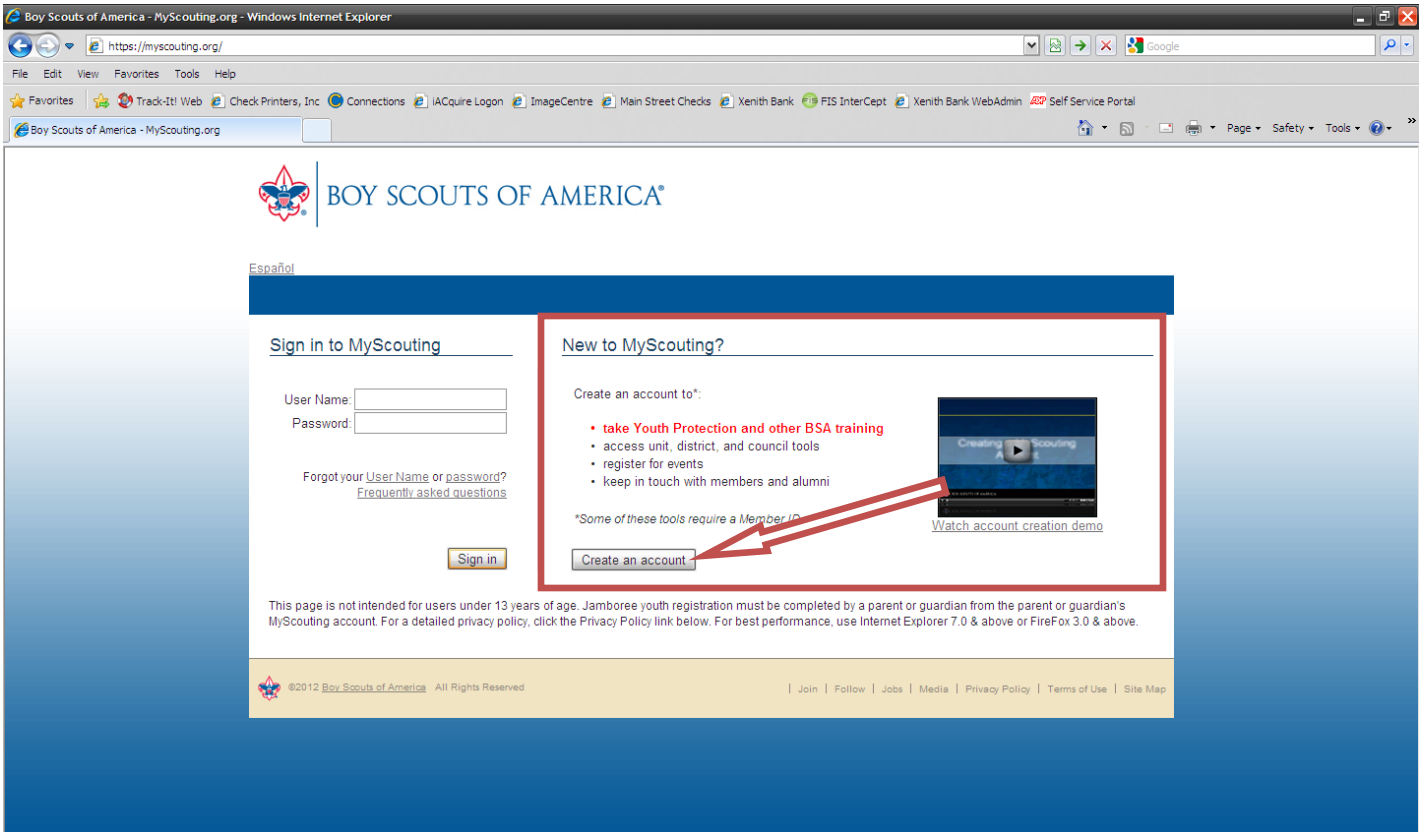 Boy Scouts of America - MyScouting.org - Windows Internet Explorer
https://myscouting.org/
Google
File Edit View Favorites Tools Help
Favorites Track-It! Web Check Printers, Inc Connections iACquire Logon ImageCentre Main Street Checks Xenith Bank FIS InterCept Xenith Bank WebAdmin ADP Self Service Portal
Boy Scouts of America - MyScouting.org
Page Safety Tools »
BOY SCOUTS OF AMERICA®
Español
Sign in to MyScouting
User Name:
Password:
Forgot your User Name or password?
Frequently asked questions
Sign in
New to MyScouting?
Create an account to*:
• take Youth Protection and other BSA training
• access unit, district, and council tools
• register for events
• keep in touch with members and alumni
*Some of these tools require a Member ID
Creating Scouting
Watch account creation demo
Create an account
This page is not intended for users under 13 years of age. Jamboree youth registration must be completed by a parent or guardian from the parent or guardian's
MyScouting account. For a detailed privacy policy, click the Privacy Policy link below. For best performance, use Internet Explorer 7.0 & above or FireFox 3.0 & above.
©2012 Boy Scouts of America All Rights Reserved
| Join | Follow | Jobs | Media | Privacy Policy | Terms of Use | Site Map